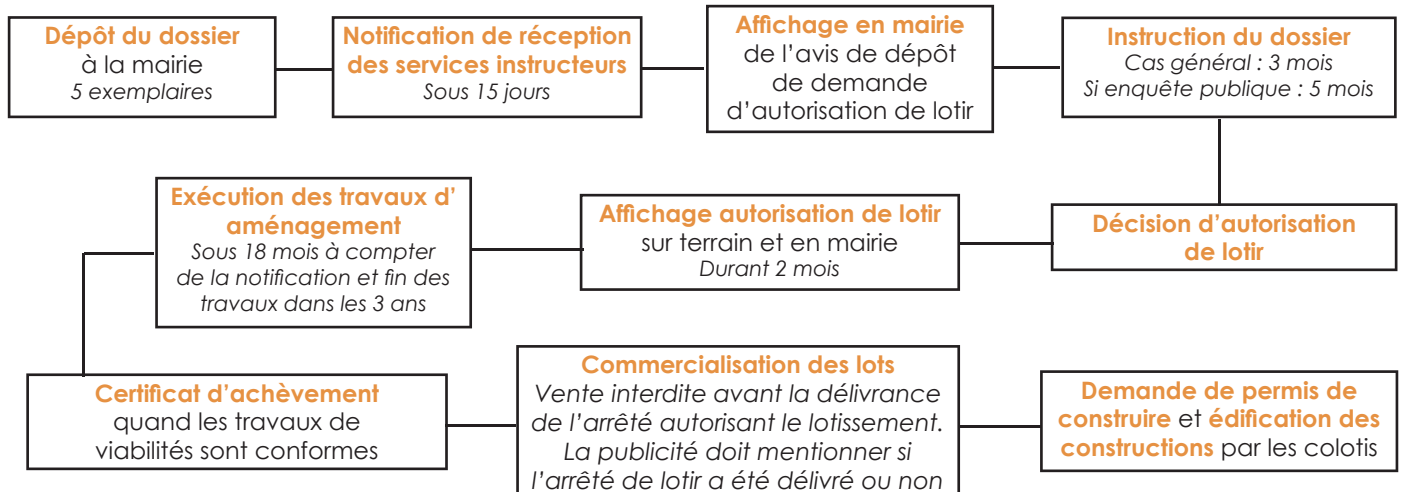 Dépôt du dossier
à la mairie
5 exemplaires
Notification de réception
des services instructeurs
Sous 15 jours
Affichage en mairie
de l’avis de dépôt
de demande
d’autorisation de lotir
Instruction du dossier
Cas général : 3 mois
Si enquête publique : 5 mois
Décision d’autorisation
de lotir
Affichage autorisation de lotir
sur terrain et en mairie
Durant 2 mois
Exécution des travaux d’
aménagement
Sous 18 mois à compter
de la notification et fin des
travaux dans les 3 ans
Certificat d’achèvement
quand les travaux de
viabilités sont conformes
Commercialisation des lots
Vente interdite avant la délivrance
de l’arrêté autorisant le lotissement.
La publicité doit mentionner si
l’arrêté de lotir a été délivré ou non
Demande de permis de
construire et édification des
constructions par les colotis